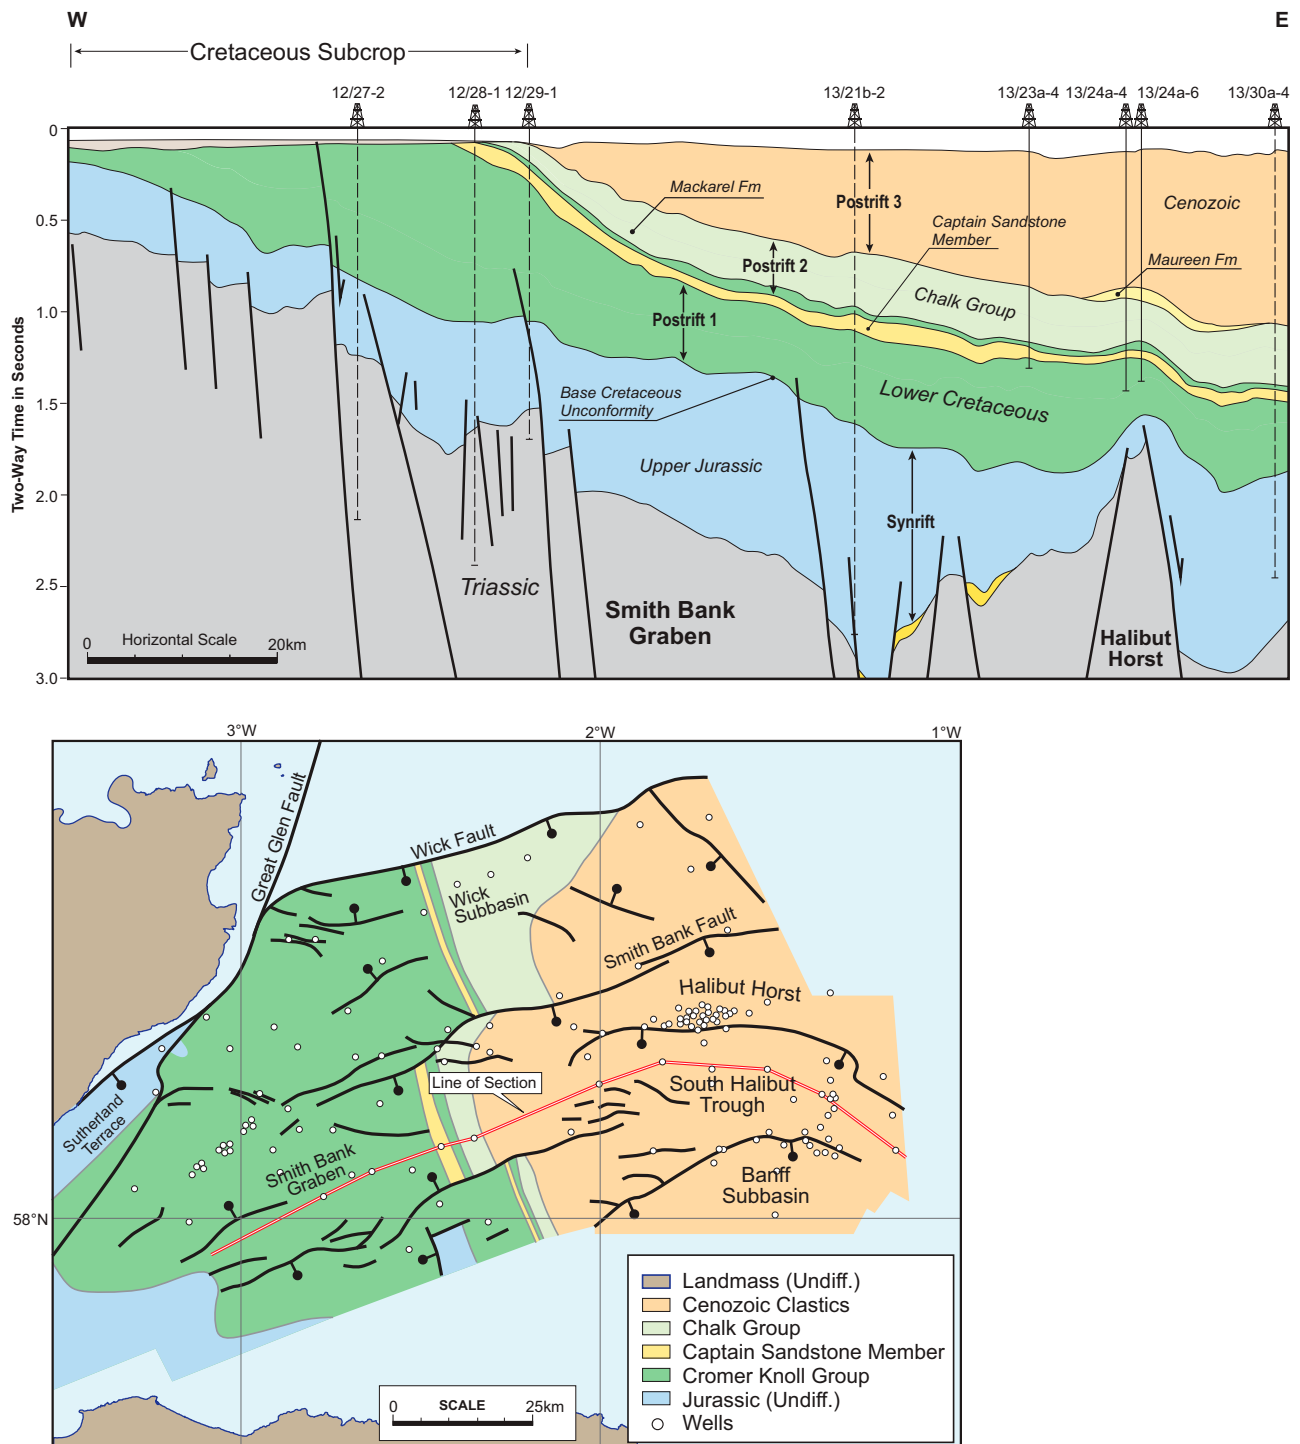 W
E
Cretaceous Subcrop
12/27-2
12/28-1
12/29-1
13/21b-2
13/23a-4
13/24a-4
13/24a-6
13/30a-4
Two-Way Time in Seconds
0
0.5
1.0
1.5
2.0
2.5
3.0
Mackarel Fm
Postrift 3
Captain Sandstone
Member
Cenozoic
Postrift 2
Maureen Fm
Chalk Group
Postrift 1
Base Cretaceous
Unconformity
Lower Cretaceous
Upper Jurassic
Synrift
Triassic
Smith Bank
Graben
Halibut
Horst
Horizontal Scale
0
20km
3°W
2°W
1°W
58°N
Great Glen Fault
Wick Fault
Wick
Subbasin
Smith Bank Fault
Halibut Horst
Line of Section
South Halibut
Trough
Sutherland
Terrace
Smith Bank
Graben
Banff
Subbasin
SCALE
0
25km
Landmass (Undiff.)
Cenozoic Clastics
Chalk Group
Captain Sandstone Member
Cromer Knoll Group
Jurassic (Undiff.)
Wells